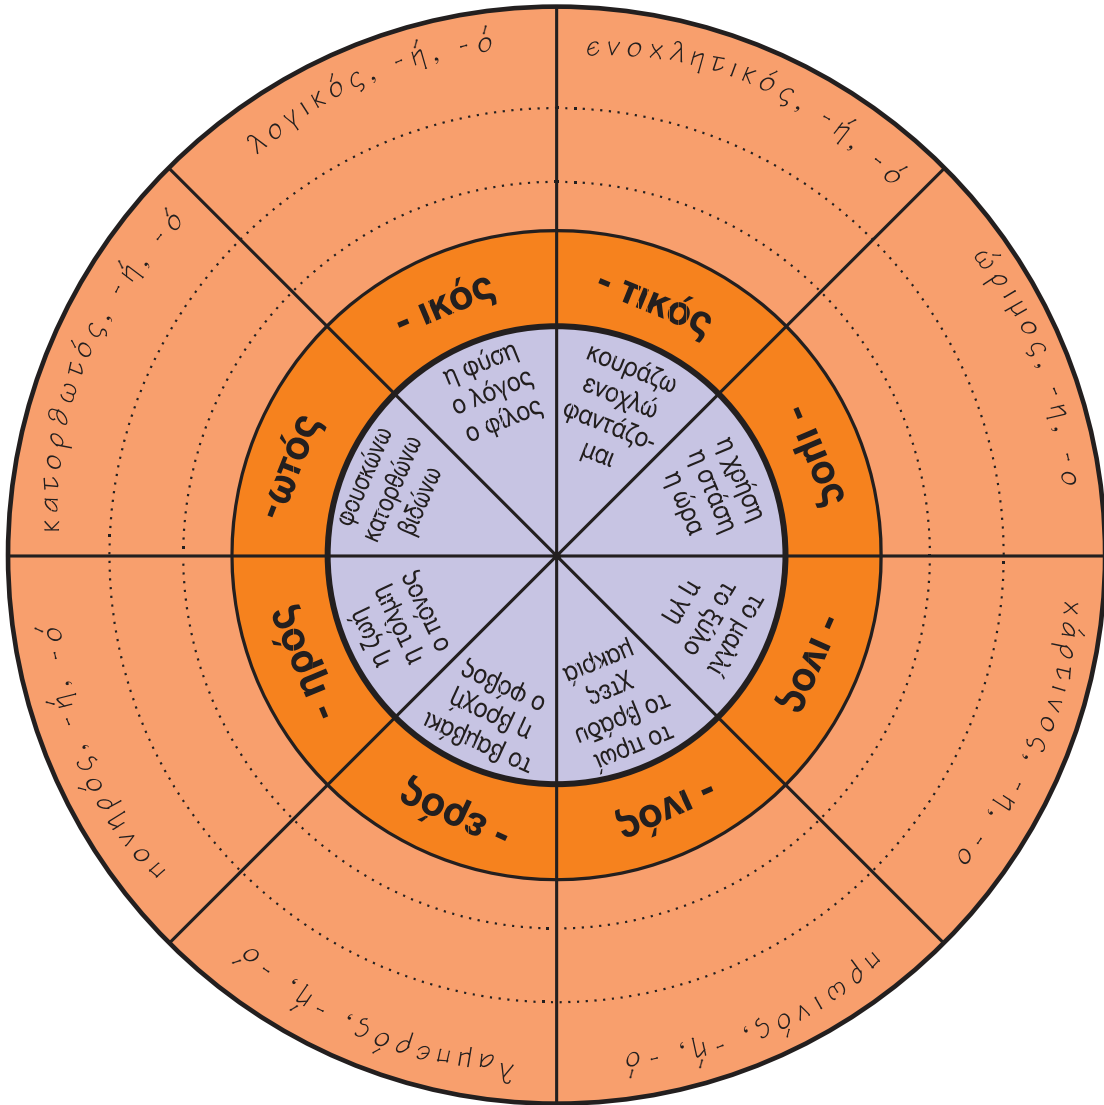 λογικός, -ή, -ό
ενοχλητικός, -ή, -ό
ώριμος, -η, -ο
χάρτινος, -η, -ο
πρωινός, -ή, -ό
λαμπερός, -ή, -ό
πονηρός, -ή, -ό
κατορθωτός, -ή, -ό
- ικός
- τικός
- ιμος
- ινος
- ινός
- ερός
- ηρός
-ωτός
η φύση
ο λόγος
ο φίλος
κουράζω
ενοχλώ
φαντάζο-
μαι
η χρήση
η στάση
η ώρα
η γη
το ξύλο
το μαλλί
μακριά
χτες
το βράδυ
το πρωί
ο φόβος
η βροχή
το βαμβάκι
ο πόνος
η τόλμη
η ζωή
φουσκώνω
κατορθώνω
βιδώνω